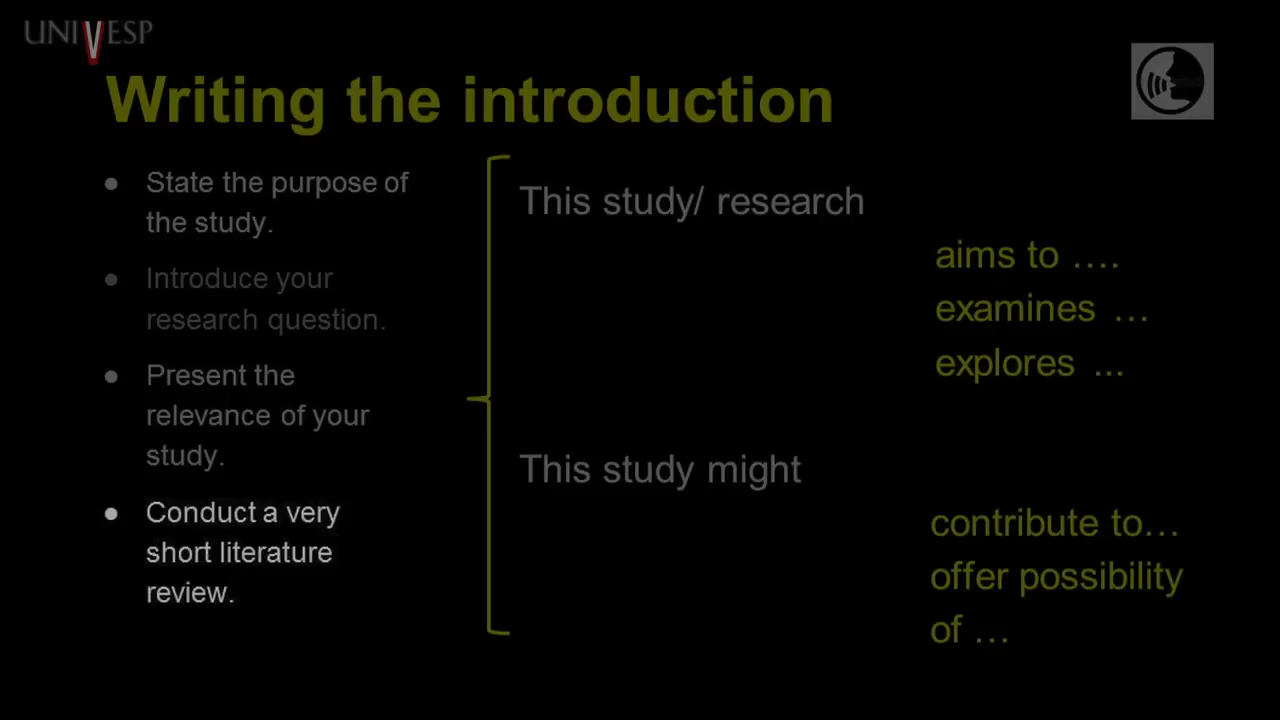 UNIVESP
Writing the introduction
● State the purpose of
the study.
● Introduce your
research question.
● Present the
relevance of your
study.
● Conduct a very
short literature
review.
This study/ research
aims to ….
examines …
explores ...
This study might
contribute to…
offer possibility
of …